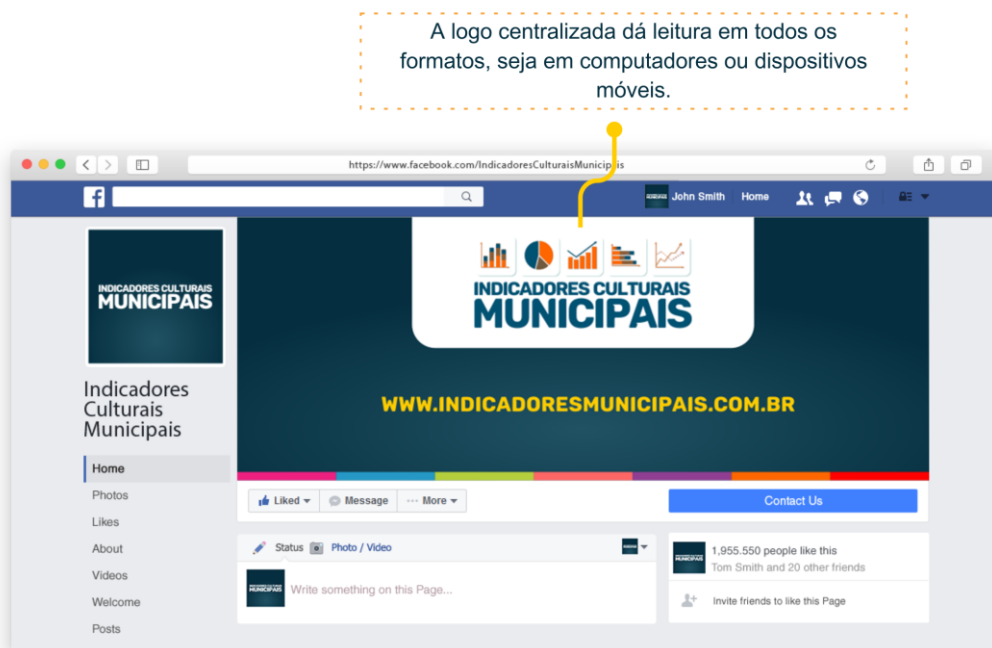 A logo centralizada dá leitura em todos os
formatos, seja em computadores ou dispositivos
móveis.
https://www.facebook.com/IndicadoresCulturaisMunicipais
f
John Smith Home
INDICADORES CULTURAIS
MUNICIPAIS
INDICADORES CULTURAIS
MUNICIPAIS
WWW.INDICADORESMUNICIPAIS.COM.BR
Indicadores
Culturais
Municipais
Home
Photos
Likes
About
Videos
Welcome
Posts
Liked Message ··· More
Contact Us
Status Photo / Video
Write something on this Page...
1,955.550 people like this
Tom Smith and 20 other friends
Invite friends to like this Page